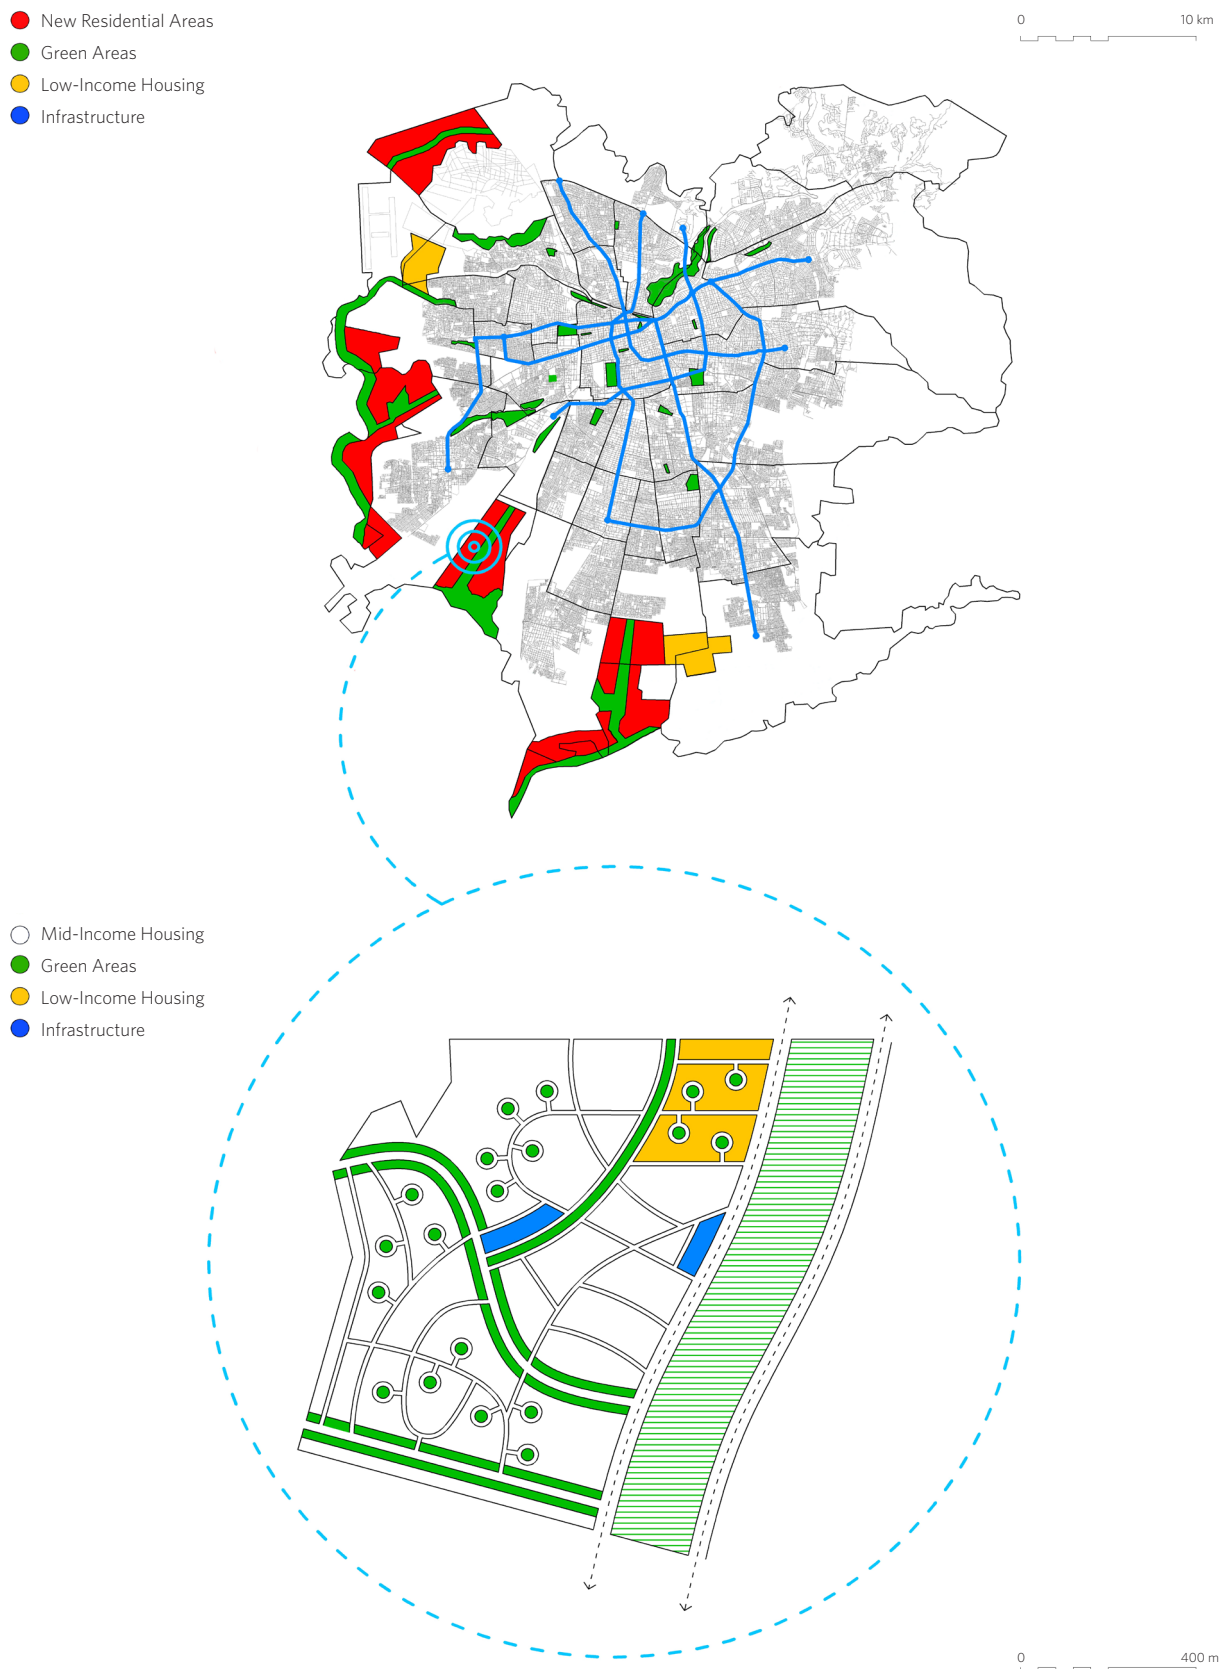 New Residential Areas
Green Areas
Low-Income Housing
Infrastructure
0 10 km
Mid-Income Housing
Green Areas
Low-Income Housing
Infrastructure
0 400 m